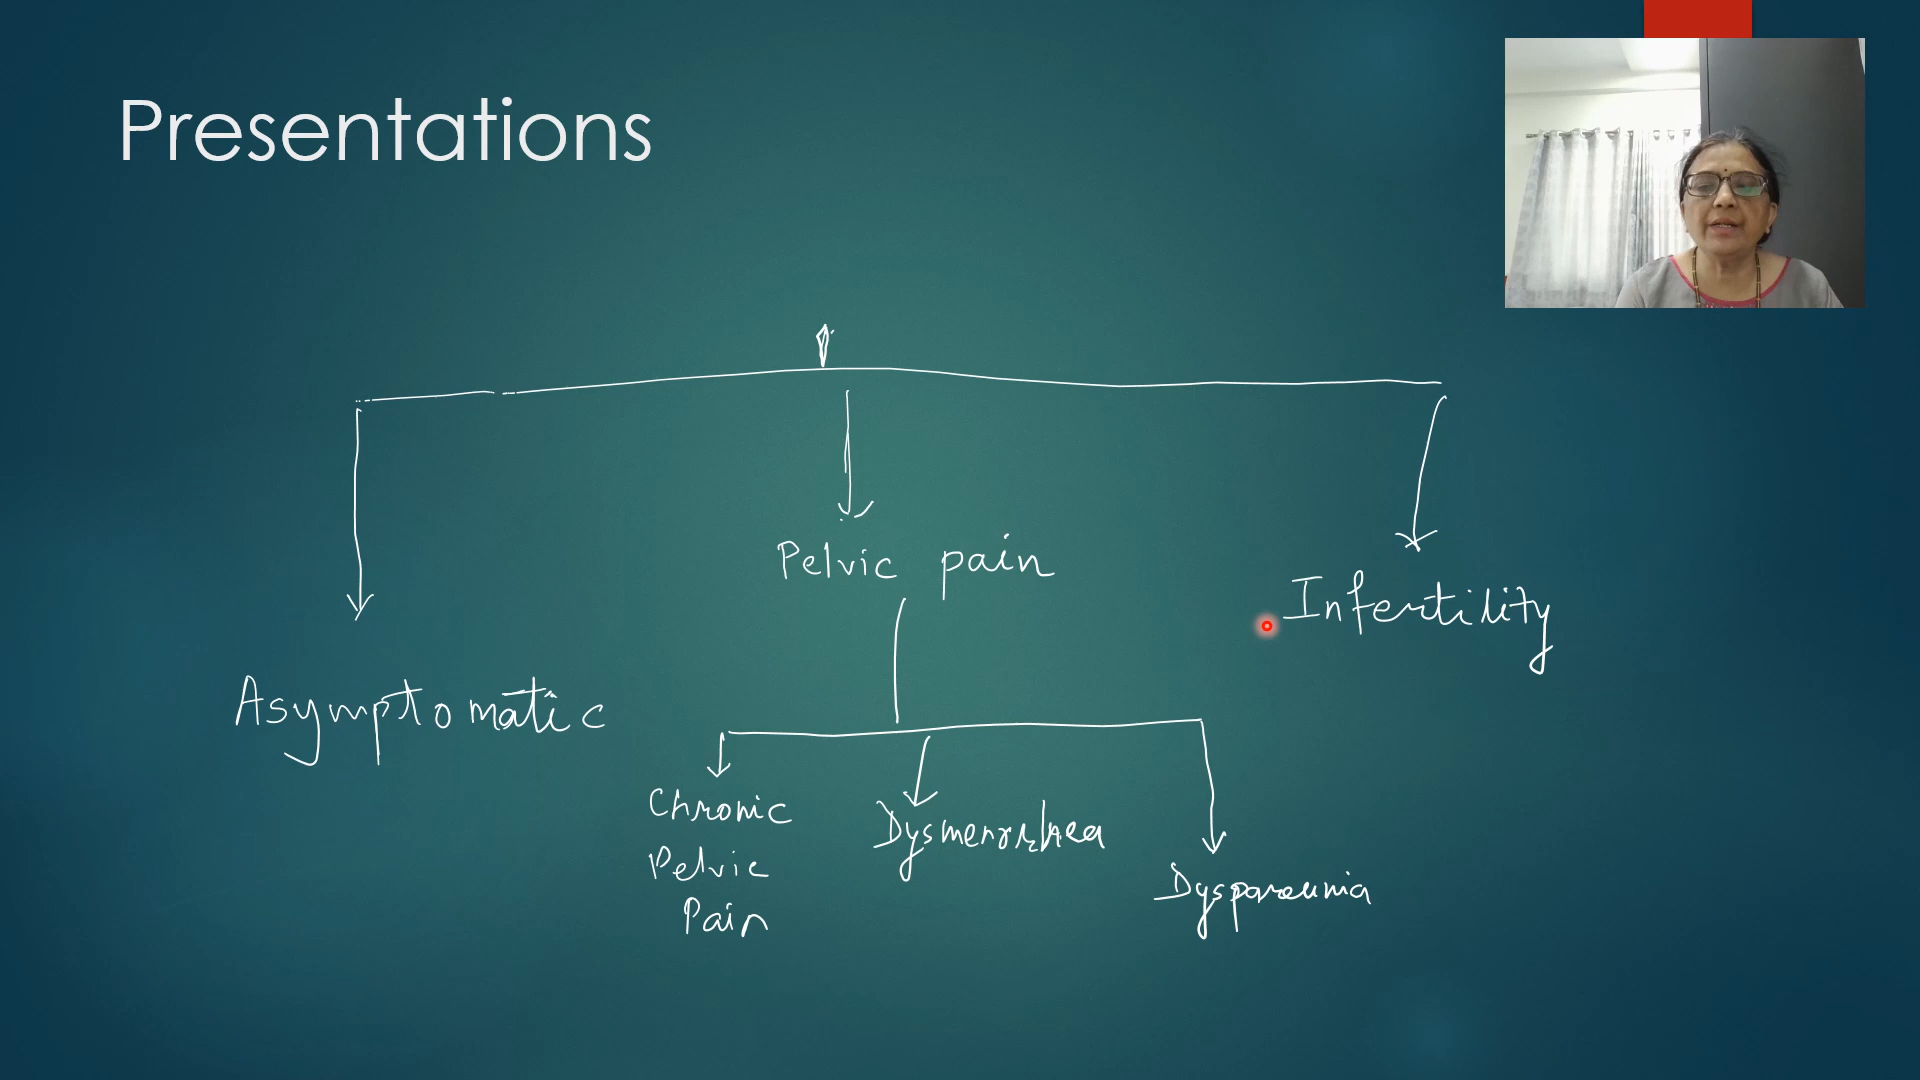 Presentations
Pelvic pain
Infertility
Asymptomatic
Chronic
Pelvic
Pain
Dysmenorrhea
Dyspareunia